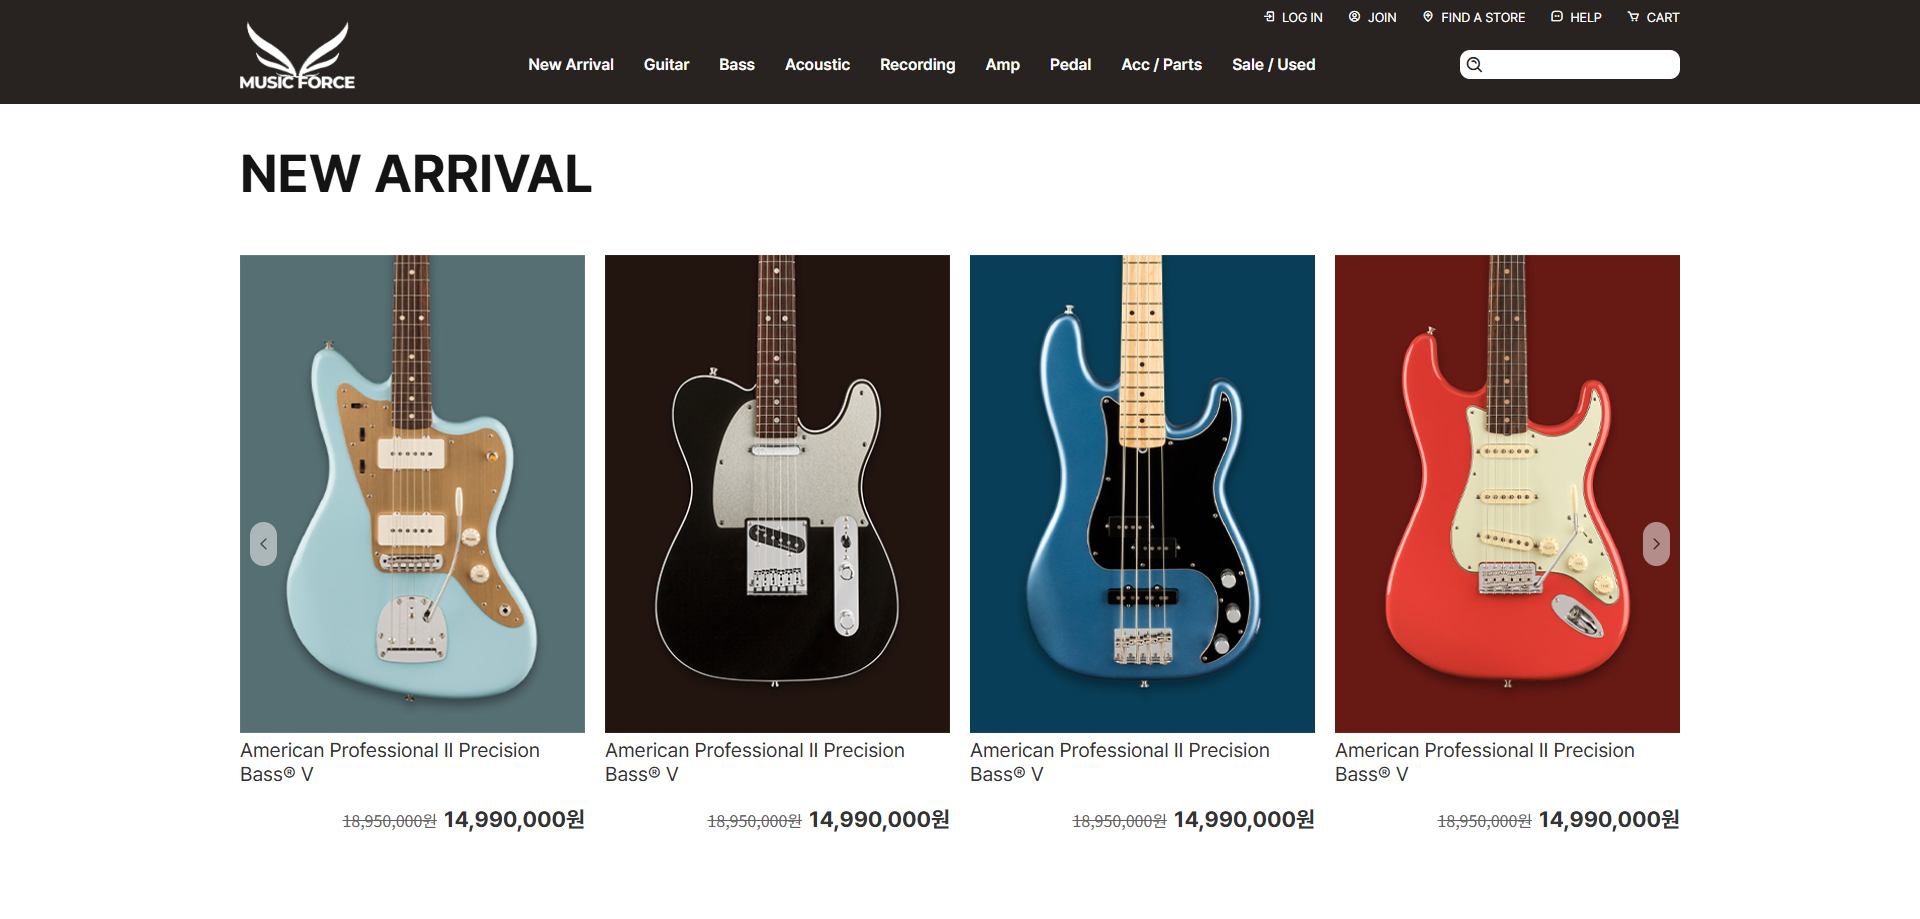 LOG IN JOIN FIND A STORE HELP CART
MUSIC FORCE
New Arrival Guitar Bass Acoustic Recording Amp Pedal Acc / Parts Sale / Used
NEW ARRIVAL
American Professional II Precision
Bass® V
18,950,000원 14,990,000원
American Professional II Precision
Bass® V
18,950,000원 14,990,000원
American Professional II Precision
Bass® V
18,950,000원 14,990,000원
American Professional II Precision
Bass® V
18,950,000원 14,990,000원